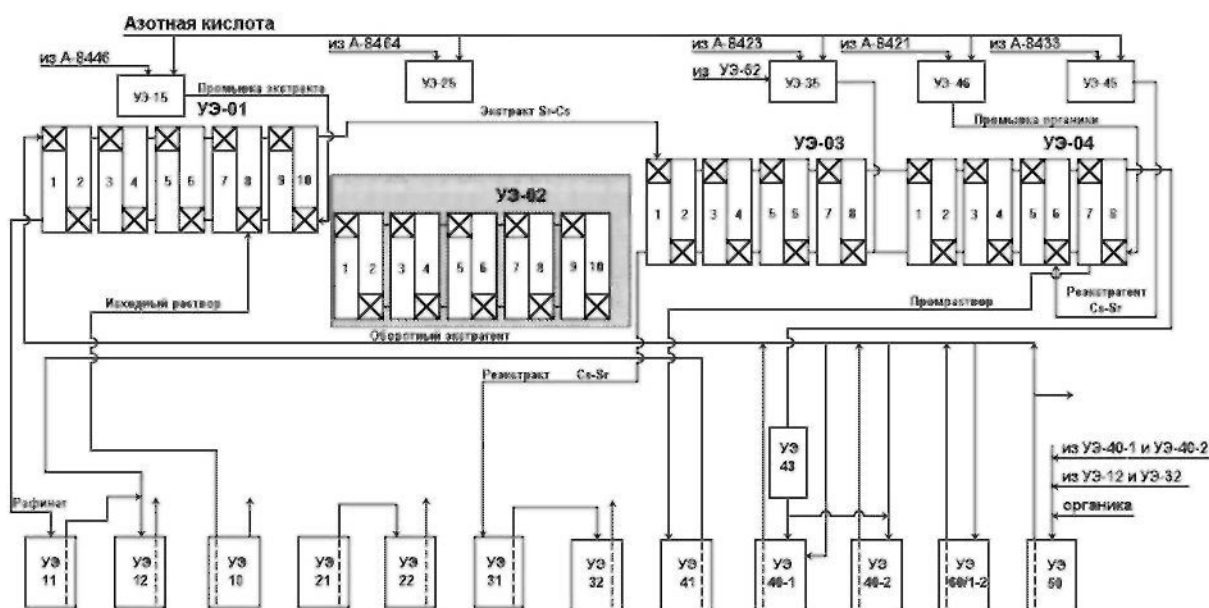 Азотная кислота
из А-8446
из А-8464
из А-8423
из А-8421
из А-8433
из УЭ-52
УЭ-15
УЭ-25
УЭ-35
УЭ-46
УЭ-45
Промывка экстракта
УЭ-01
Экстракт Sr-Cs
Промывка органики
УЭ-03
УЭ-04
1 2 3 4 5 6 7 8 9 10
УЭ-02
1 2 3 4 5 6 7 8 9 10
1 2 3 4 5 6 7 8
1 2 3 4 5 6 7 8
Исходный раствор
Промраствор
Реэкстрагент
Cs-Sr
Оборотный экстрагент
Реэкстракт Cs-Sr
УЭ
43
из УЭ-40-1 и УЭ-40-2
из УЭ-12 и УЭ-32
органика
Рафинат
УЭ
11
УЭ
12
УЭ
10
УЭ
21
УЭ
22
УЭ
31
УЭ
32
УЭ
41
УЭ
40-1
УЭ
40-2
УЭ
60/1-2
УЭ
50